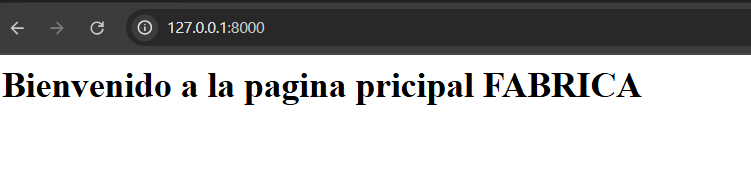 127.0.0.1:8000
Bienvenido a la pagina pricipal FABRICA